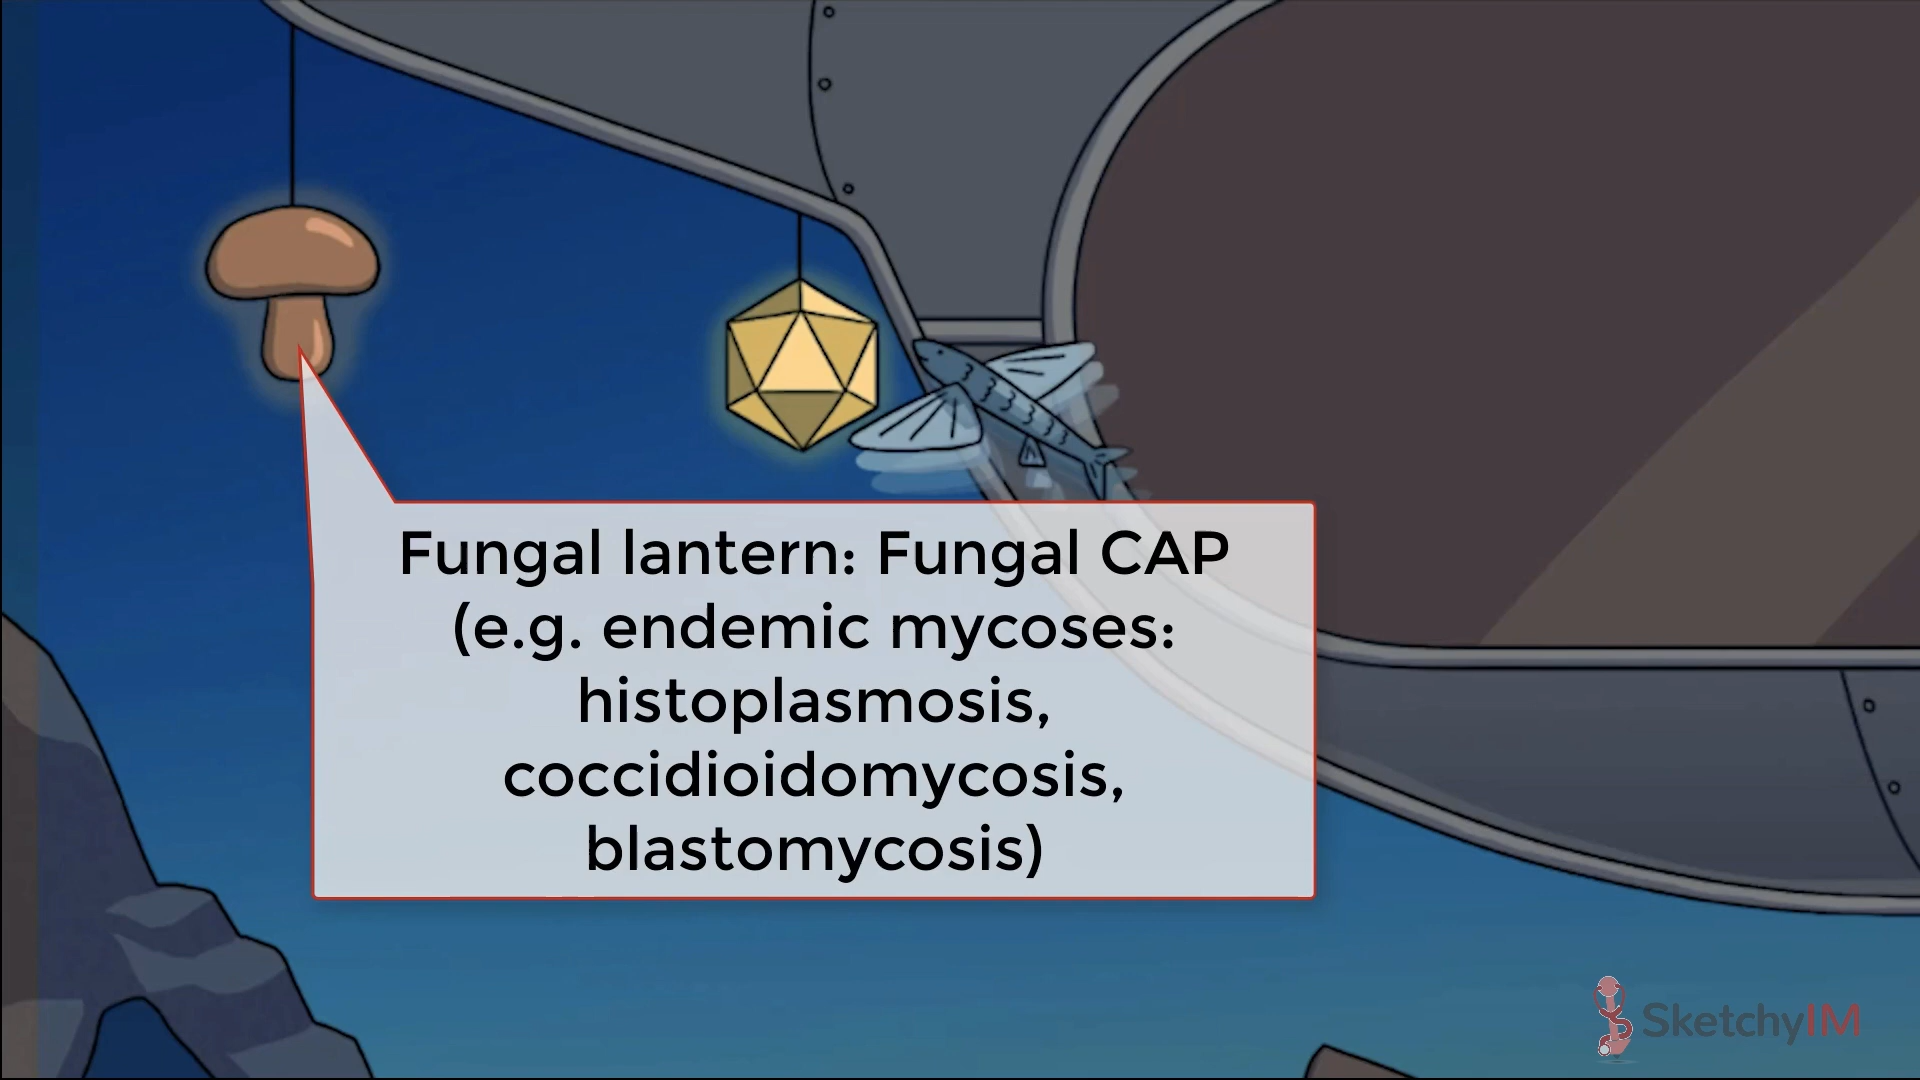 Fungal lantern: Fungal CAP
(e.g. endemic mycoses:
histoplasmosis,
coccidioidomycosis,
blastomycosis)
SketchyIM